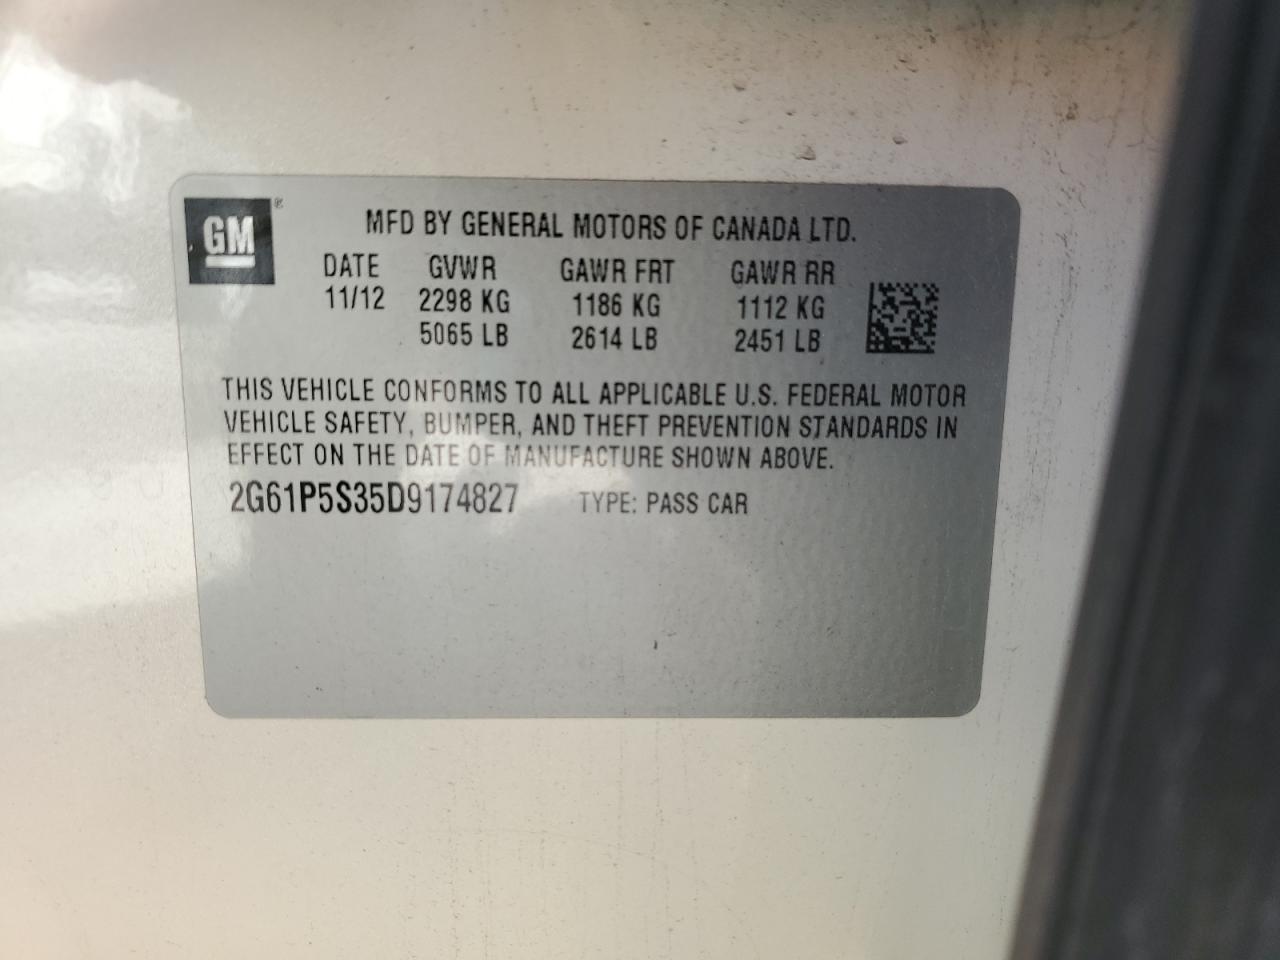 GM ®
MFD BY GENERAL MOTORS OF CANADA LTD.
DATE GVWR GAWR FRT GAWR RR
11/12 2298 KG 1186 KG 1112 KG
5065 LB 2614 LB 2451 LB
THIS VEHICLE CONFORMS TO ALL APPLICABLE U.S. FEDERAL MOTOR
VEHICLE SAFETY, BUMPER, AND THEFT PREVENTION STANDARDS IN
EFFECT ON THE DATE OF MANUFACTURE SHOWN ABOVE.
2G61P5S35D9174827 TYPE: PASS CAR